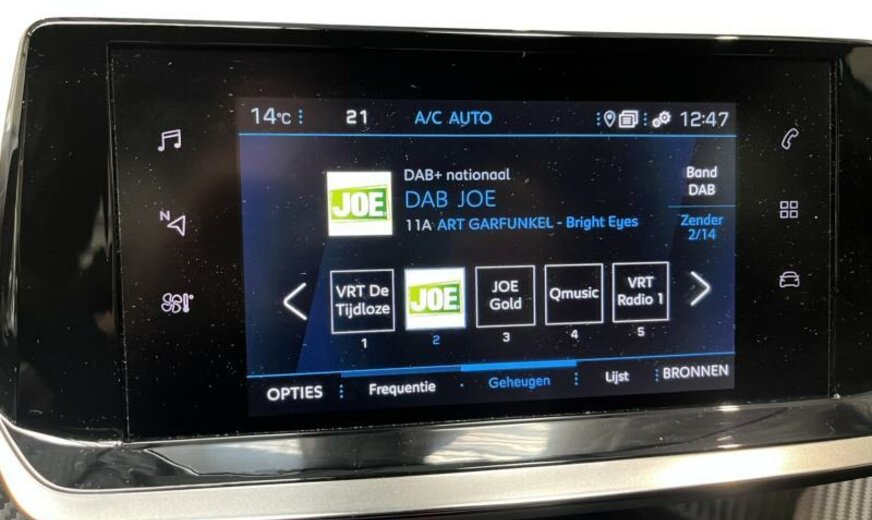 14°C 21 A/C AUTO 12:47
DAB+ nationaal
JOE
DAB JOE
11A ART GARFUNKEL - Bright Eyes
Band
DAB
Zender
2/14
N
VRT De
Tijdloze
JOE
JOE
Gold
Qmusic
VRT
Radio 1
1 2 3 4 5
OPTIES Frequentie Geheugen Lijst BRONNEN